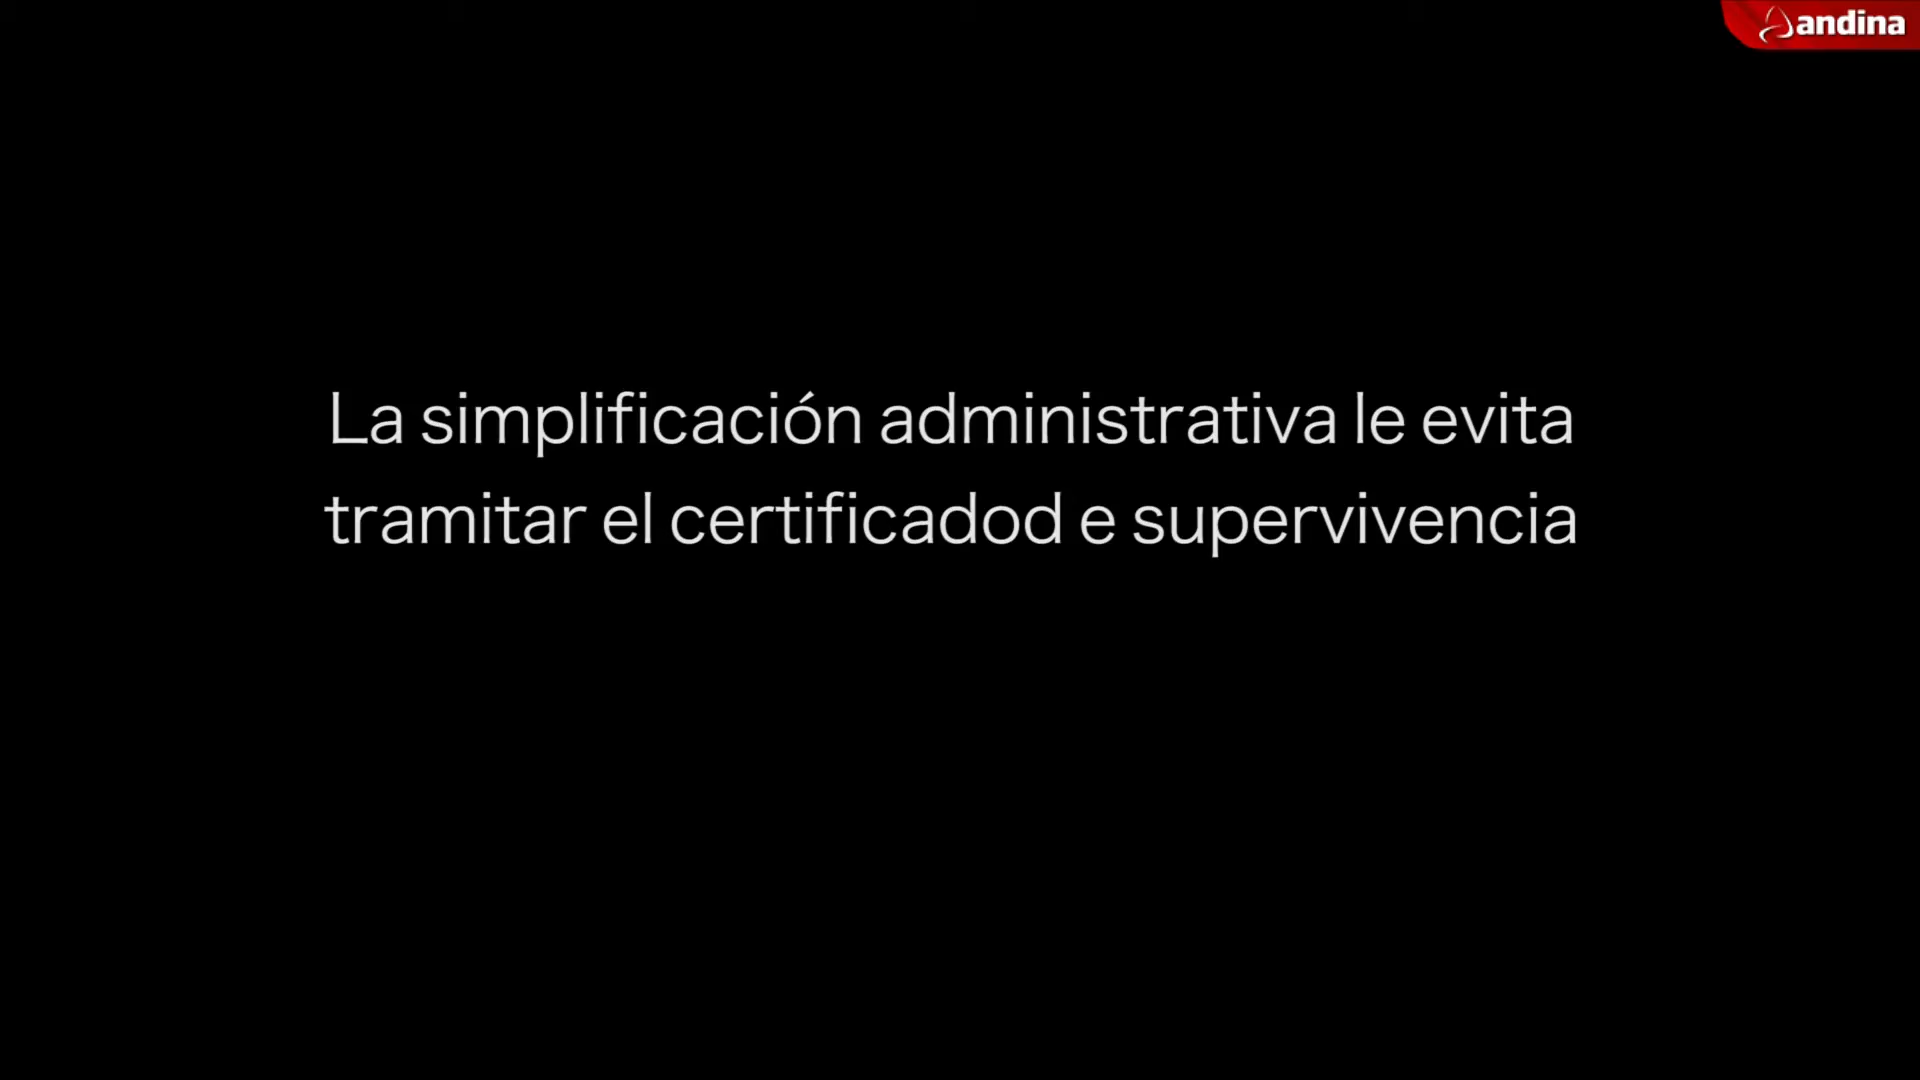 andina
La simplificación administrativa le evita
tramitar el certificadod e supervivencia